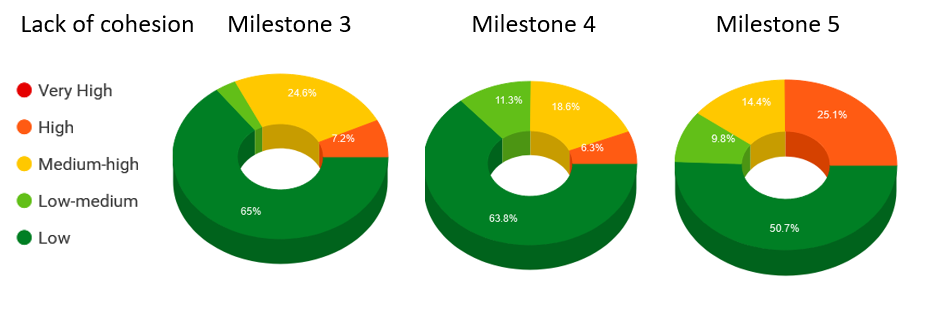 Lack of cohesion Milestone 3 Milestone 4 Milestone 5
Very High
High
Medium-high
Low-medium
Low
24.6%
7.2%
65%
11.3%
18.6%
6.3%
63.8%
14.4%
25.1%
9.8%
50.7%